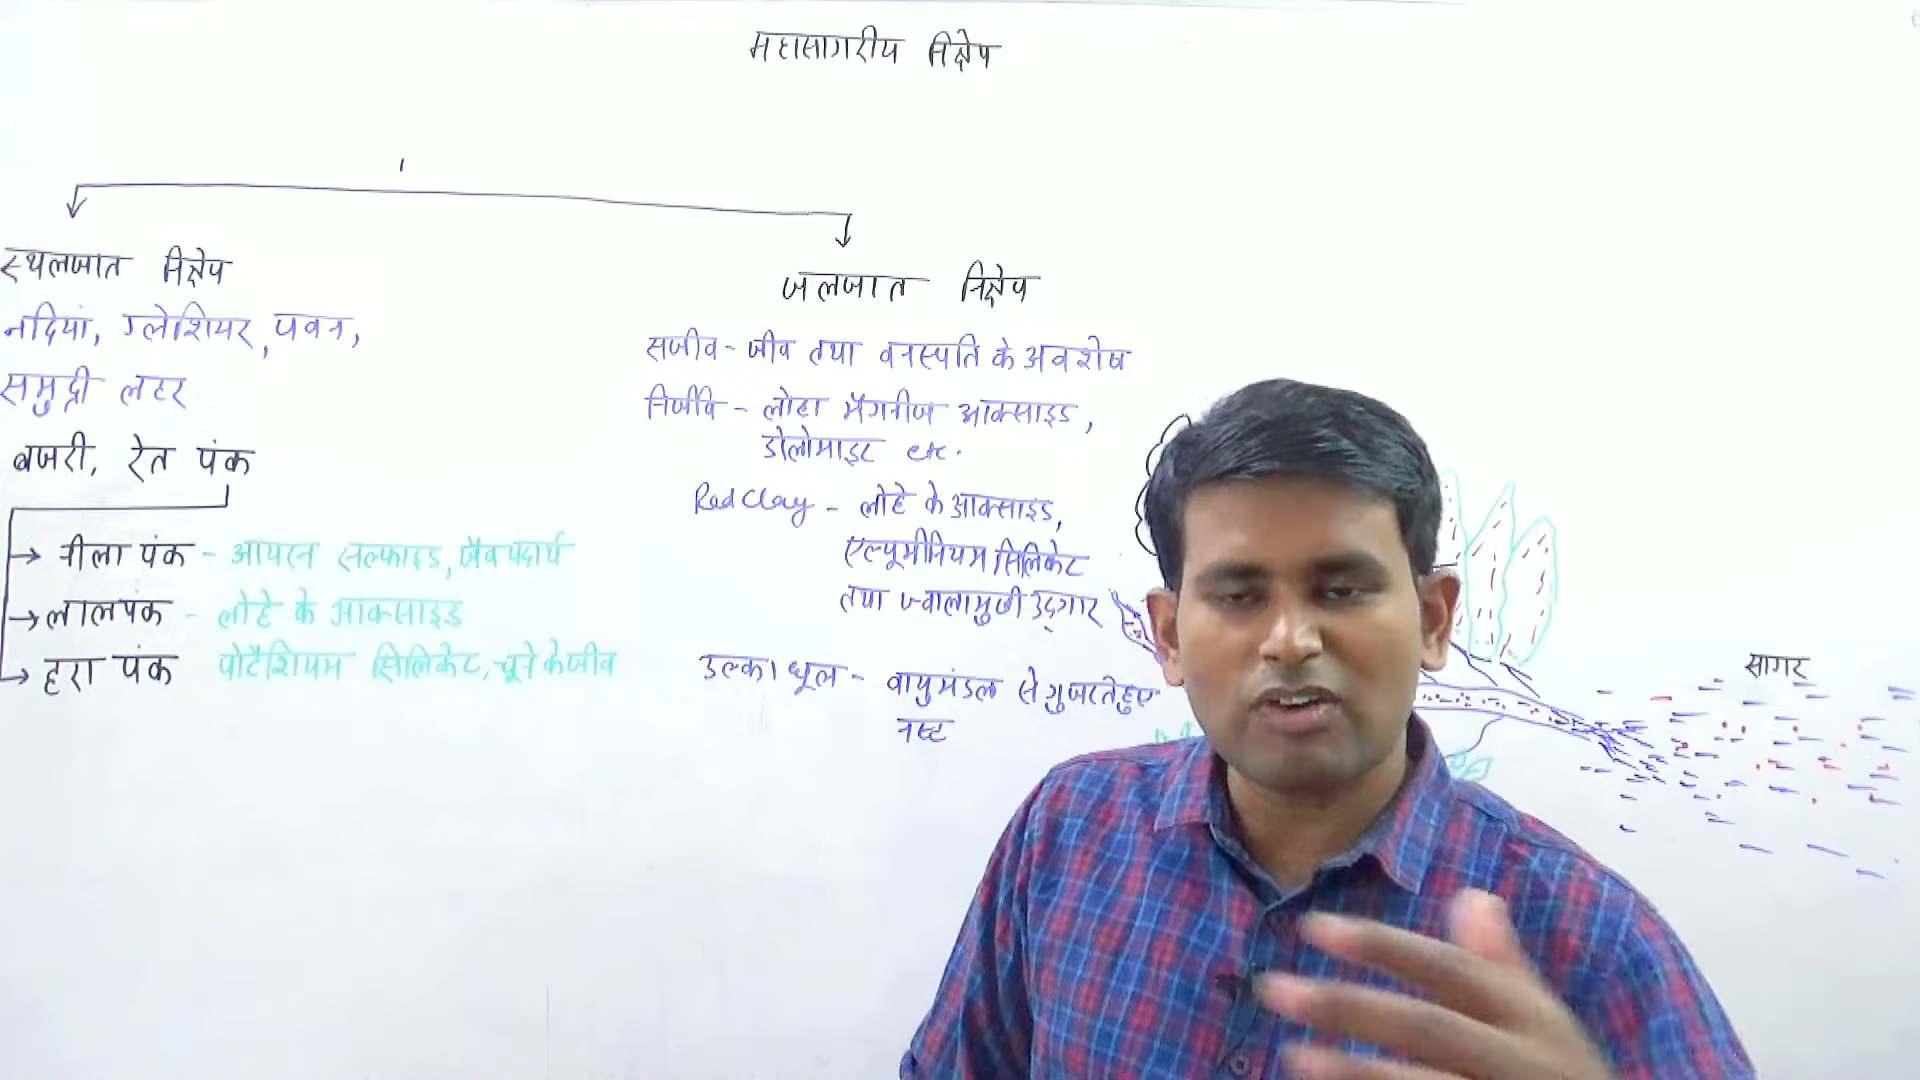 महासागरीय निक्षेप
स्थलजात निक्षेप
नदियां, ग्लेशियर, पवन,
समुद्री लहर
बजरी, रेत पंक
नीला पंक - आयरन सल्फाइड, जैव पदार्थ
लालपंक - लोहे के आक्साइड
हरा पंक पोटैशियम सिलिकेट, चूने के जीव
जलजात निक्षेप
सजीव - जीव तथा वनस्पति के अवशेष
निर्जीव - लोहा मैगनीज आक्साइड,
डोलोमाइट etc.
Red Clay - लोहे के आक्साइड,
एल्यूमीनियम सिलिकेट
तथा ज्वालामुखी उद्गार
उल्का धूल - वायुमंडल से गुजरते हुए
नष्ट
सागर